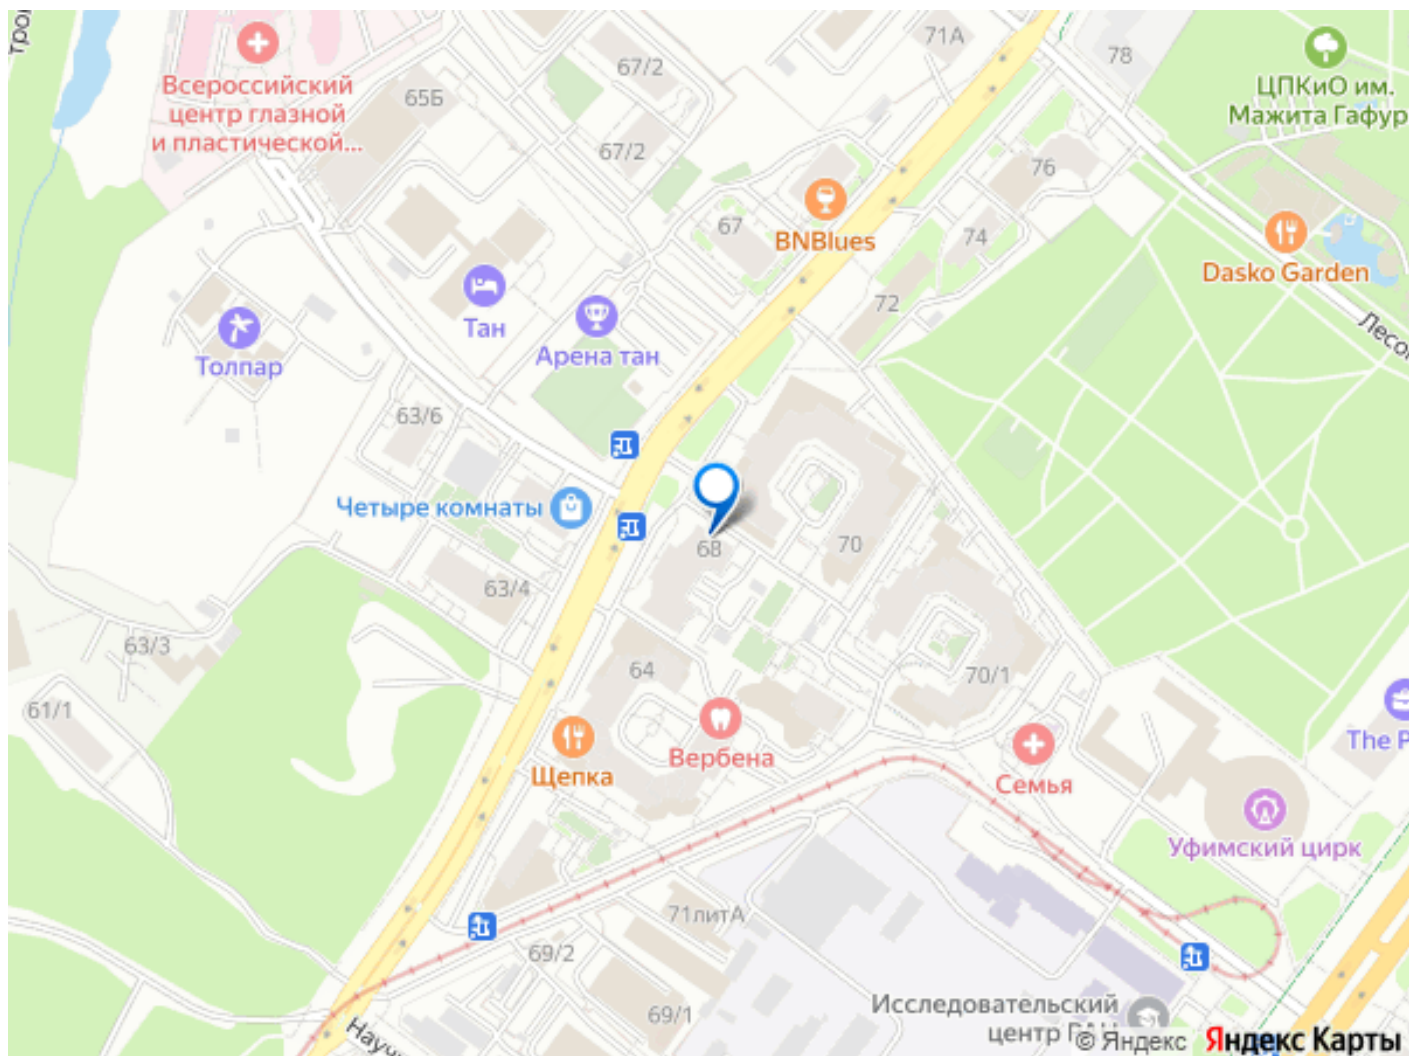 71А
78
67/2
Всероссийский
центр глазной
и пластической...
65Б
ЦПКиО им.
Мажита Гафур
67/2
76
67
BNBlues
74
Dasko Garden
72
Тан
Арена тан
Толпар
63/6
Четыре комнаты
68
70
63/4
63/3
64
70/1
61/1
Вербена
Щепка
Семья
The P
Уфимский цирк
71литА
69/2
69/1
Исследовательский
центр РАН
© Яндекс Яндекс Карты